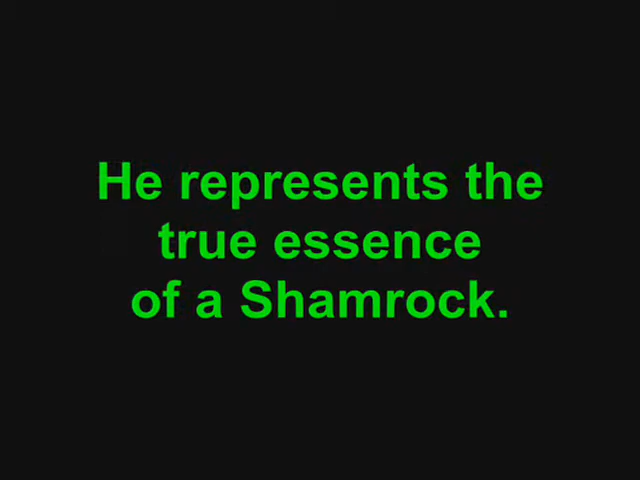 He represents the
true essence
of a Shamrock.